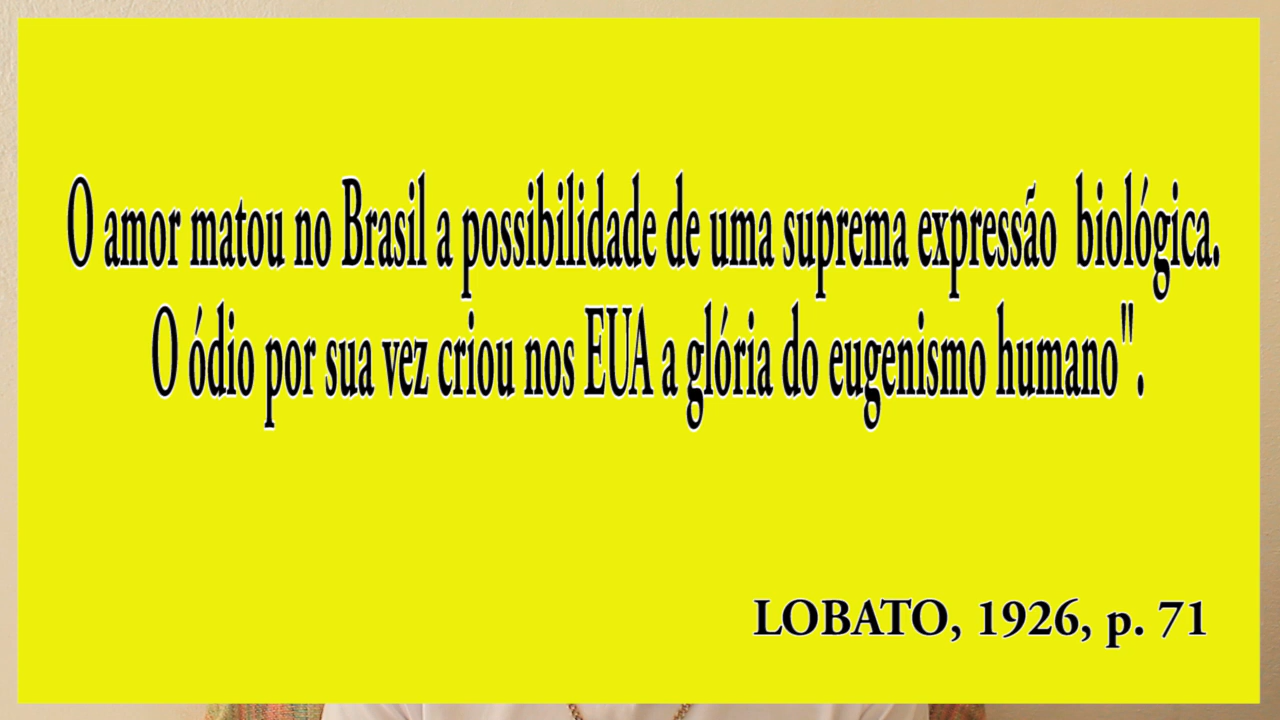 O amor matou no Brasil a possibilidade de uma suprema expressão biológica.
O ódio por sua vez criou nos EUA a glória do eugenismo humano".
LOBATO, 1926, p. 71